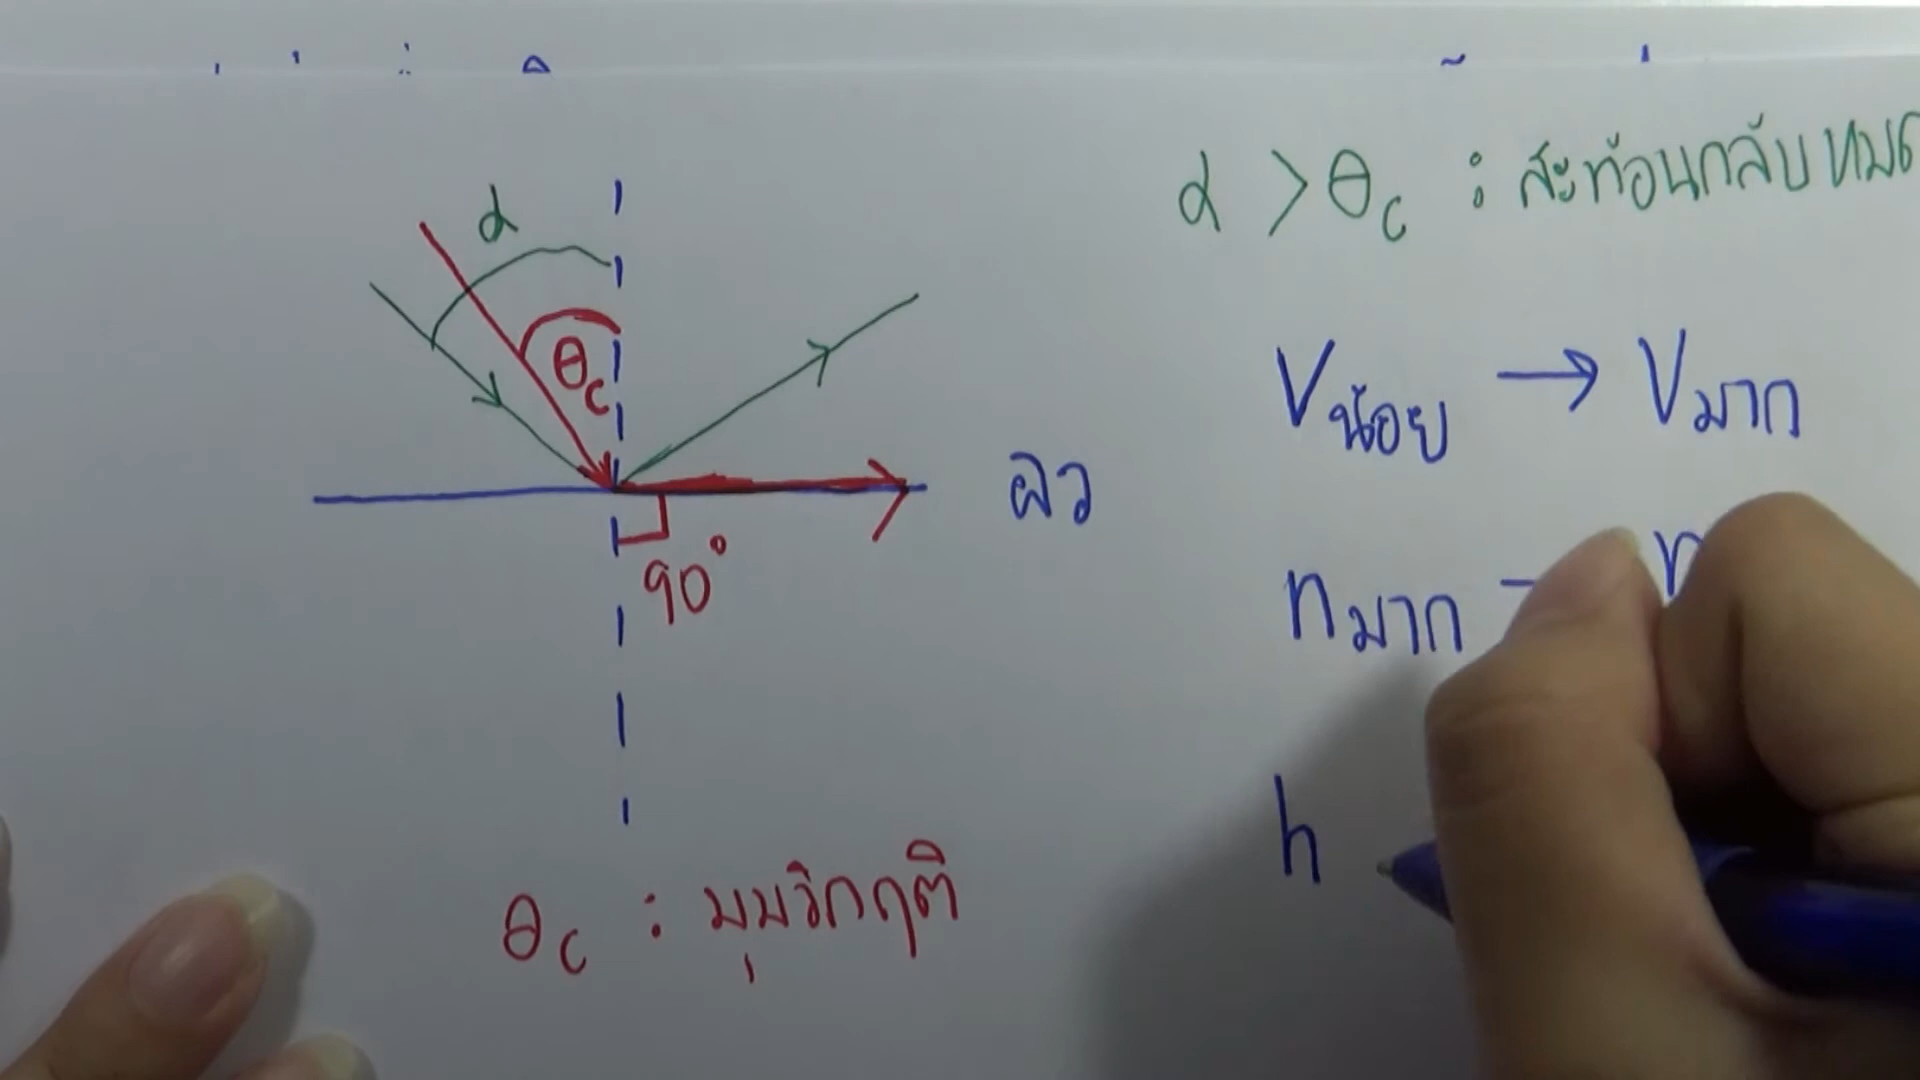 α > θc : สะท้อนกลับหมด
α
θc
Vน้อย → Vมาก
ผิว
90°
nมาก → n
h
θc : มุมวิกฤติ